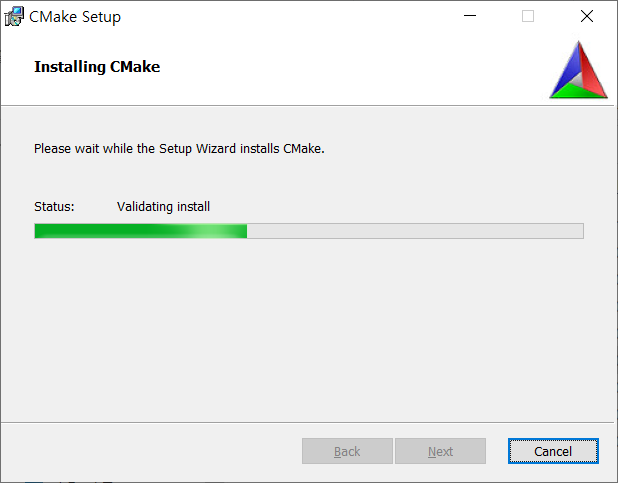 CMake Setup
Installing CMake
Please wait while the Setup Wizard installs CMake.
Status: Validating install
Back Next Cancel